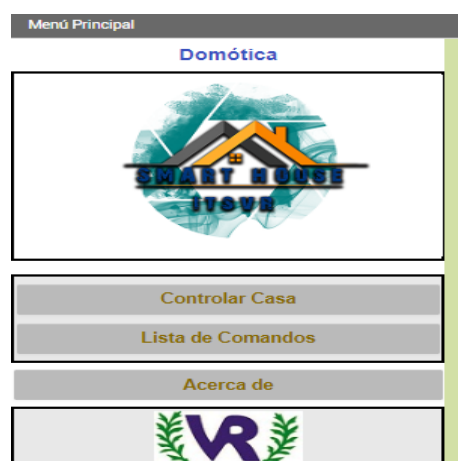 Menú Principal
Domótica
SMART HOUSE
ITSVR
Controlar Casa
Lista de Comandos
Acerca de
VR